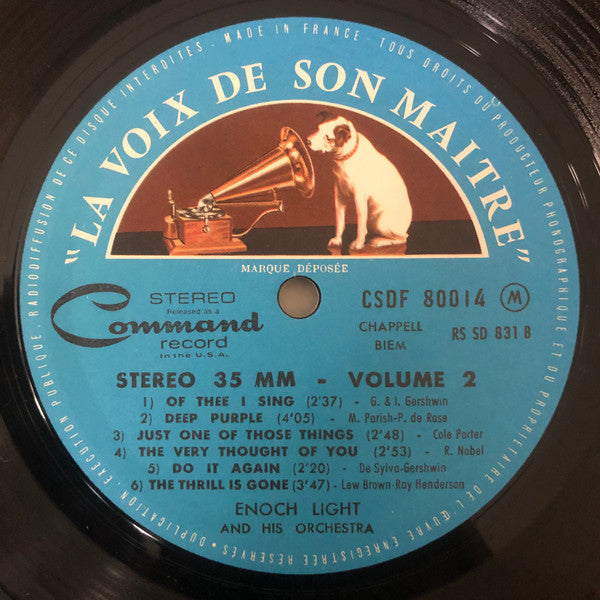 MADE IN FRANCE · TOUS DROITS DU PRODUCTEUR PHONOGRAPHIQUE ET DU PROPRIETAIRE DE L'ŒUVRE ENREGISTREE RESERVES · DUPLICATION · EXECUTION PUBLIQUE · RADIODIFFUSION DE CE DISQUE INTERDITES ·
"LA VOIX DE SON MAITRE"
MARQUE DÉPOSÉE
STEREO
Released as a
Command
record
in the U.S.A.
CSDF 80014 M
CHAPPELL
BIEM
RS SD 831 B
STEREO 35 MM - VOLUME 2
1) OF THEE I SING (2'37) - G. & I. Gershwin
2) DEEP PURPLE (4'05) - M. Parish-P. de Rose
3) JUST ONE OF THOSE THINGS (2'48) - Cole Porter
4) THE VERY THOUGHT OF YOU (2'53) - R. Nobel
5) DO IT AGAIN (2'20) - De Sylva-Gershwin
6) THE THRILL IS GONE (3'47) - Lew Brown-Ray Henderson
ENOCH LIGHT
AND HIS ORCHESTRA